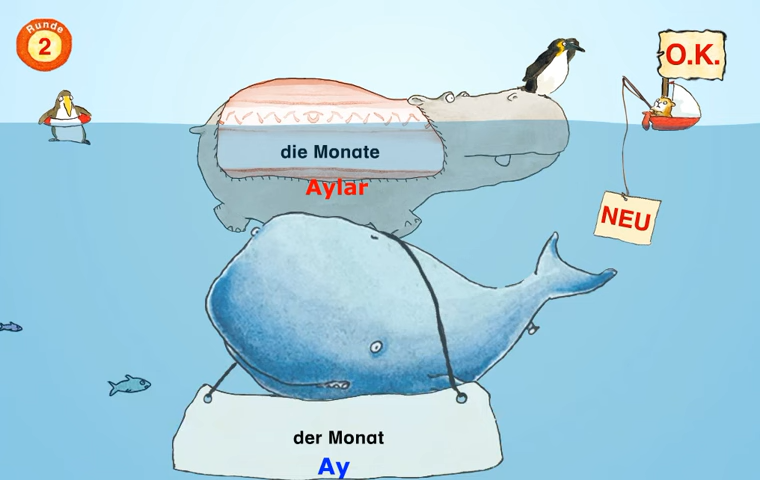 Runde
2
O.K.
die Monate
Aylar
NEU
der Monat
Ay